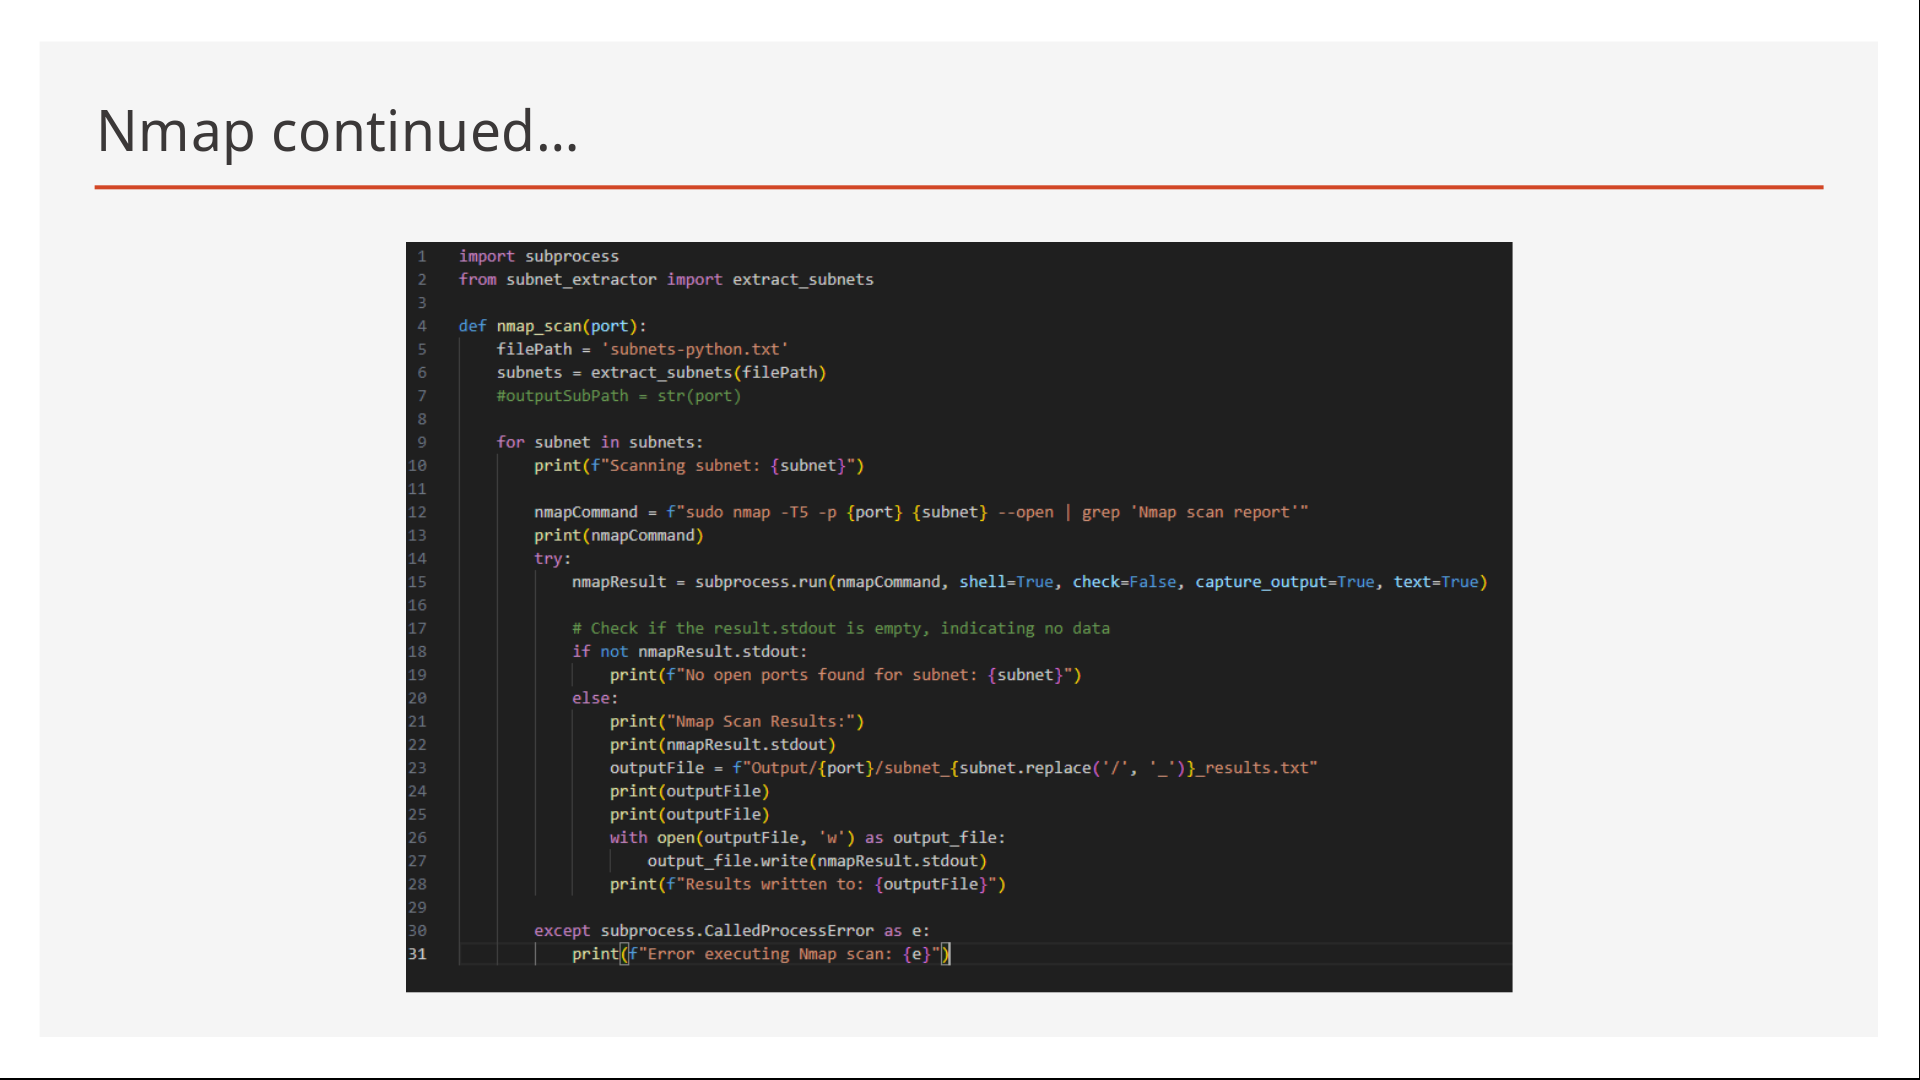 Nmap continued...
1 import subprocess
2 from subnet_extractor import extract_subnets
3
4 def nmap_scan(port):
5     filePath = 'subnets-python.txt'
6     subnets = extract_subnets(filePath)
7     #outputSubPath = str(port)
8
9     for subnet in subnets:
10         print(f"Scanning subnet: {subnet}")
11
12         nmapCommand = f"sudo nmap -T5 -p {port} {subnet} --open | grep 'Nmap scan report'"
13         print(nmapCommand)
14         try:
15             nmapResult = subprocess.run(nmapCommand, shell=True, check=False, capture_output=True, text=True)
16
17             # Check if the result.stdout is empty, indicating no data
18             if not nmapResult.stdout:
19                 print(f"No open ports found for subnet: {subnet}")
20             else:
21                 print("Nmap Scan Results:")
22                 print(nmapResult.stdout)
23                 outputFile = f"Output/{port}/subnet_{subnet.replace('/', '_')}_results.txt"
24                 print(outputFile)
25                 print(outputFile)
26                 with open(outputFile, 'w') as output_file:
27                     output_file.write(nmapResult.stdout)
28                 print(f"Results written to: {outputFile}")
29
30         except subprocess.CalledProcessError as e:
31             print(f"Error executing Nmap scan: {e}")